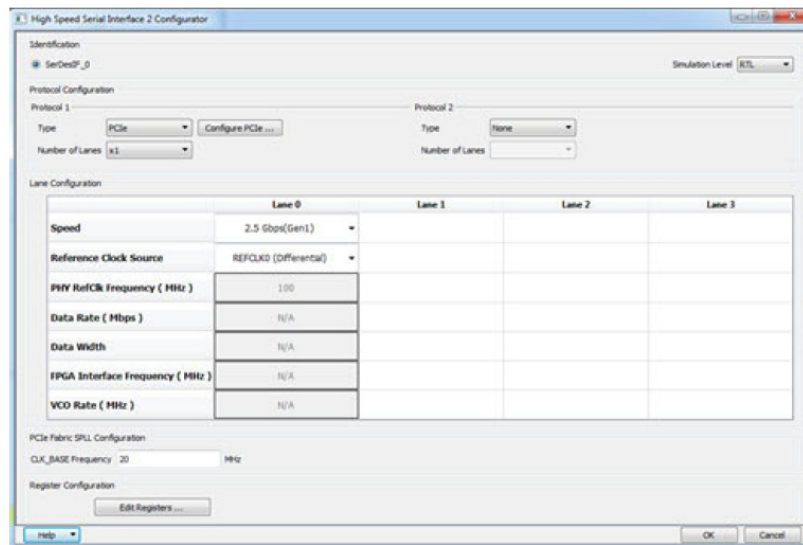 High Speed Serial Interface 2 Configurator
Identification
SerDesIF_0
Simulation Level RTL
Protocol Configuration
Protocol 1
Protocol 2
Type PCIe Configure PCIe ...
Type None
Number of Lanes x1
Number of Lanes
Lane Configuration
Lane 0 Lane 1 Lane 2 Lane 3
Speed 2.5 Gbps(Gen1)
Reference Clock Source REFCLK0 (Differential)
PHY RefClk Frequency ( MHz ) 100
Data Rate ( Mbps ) N/A
Data Width N/A
FPGA Interface Frequency ( MHz ) N/A
VCO Rate ( MHz ) N/A
PCIe Fabric SPLL Configuration
CLK_BASE Frequency 20 MHz
Register Configuration
Edit Registers ...
Help OK Cancel